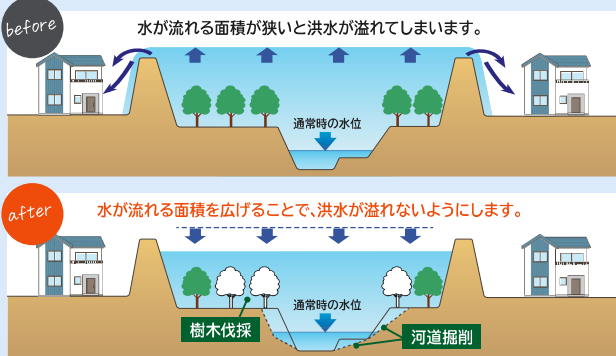 before
水が流れる面積が狭いと洪水が溢れてしまいます。
通常時の水位
after
水が流れる面積を広げることで、洪水が溢れないようにします。
通常時の水位
樹木伐採
河道掘削